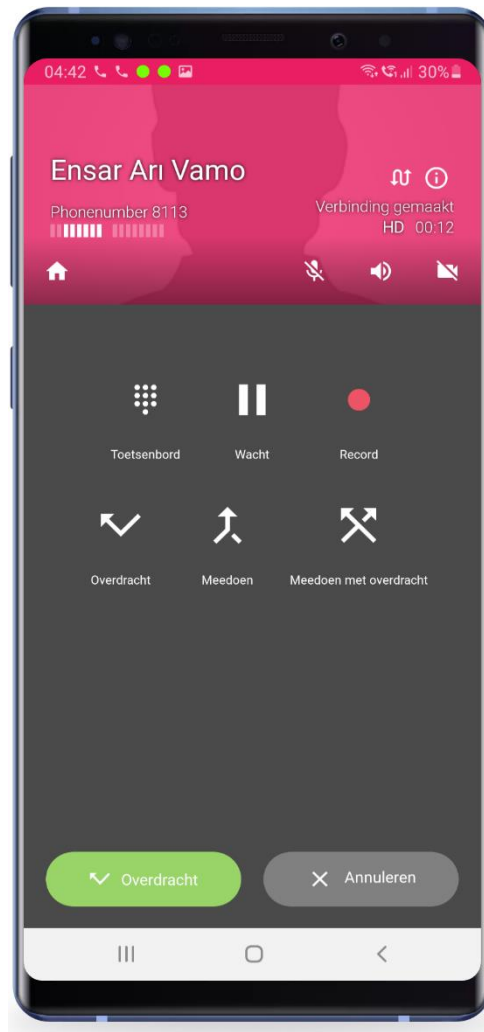 04:42 30%
Ensar Arı Vamo
Phonenumber 8113
Verbinding gemaakt
HD 00:12
Toetsenbord Wacht Record
Overdracht Meedoen Meedoen met overdracht
Overdracht Annuleren